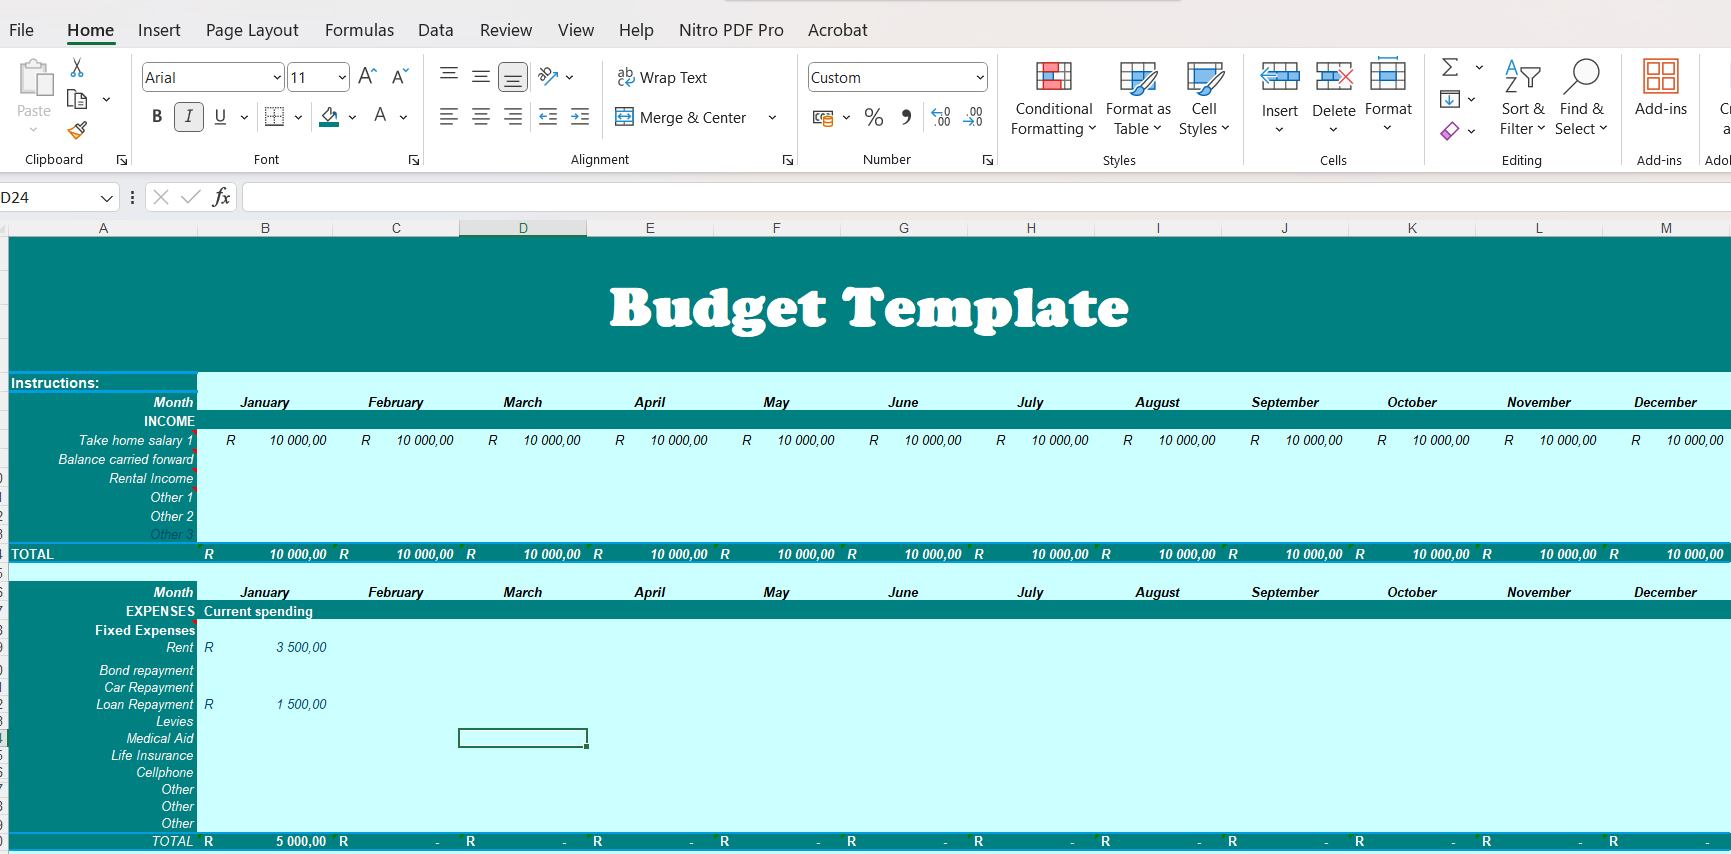 File Home Insert Page Layout Formulas Data Review View Help Nitro PDF Pro Acrobat
Paste
Clipboard
Arial 11 A A
B I U A
Font
ab c Wrap Text
Merge & Center
Alignment
Custom
% 9 .00 .00
Number
Conditional Formatting
Format as Table
Cell Styles
Styles
Insert Delete Format
Cells
Sort & Filter
Find & Select
Editing
Add-ins
Add-ins
D24 fx
A B C D E F G H I J K L M
Budget Template
Instructions:
Month January February March April May June July August September October November December
INCOME
Take home salary 1 R 10 000,00 R 10 000,00 R 10 000,00 R 10 000,00 R 10 000,00 R 10 000,00 R 10 000,00 R 10 000,00 R 10 000,00 R 10 000,00 R 10 000,00 R 10 000,00
Balance carried forward
Rental Income
Other 1
Other 2
Other 3
TOTAL R 10 000,00 R 10 000,00 R 10 000,00 R 10 000,00 R 10 000,00 R 10 000,00 R 10 000,00 R 10 000,00 R 10 000,00 R 10 000,00 R 10 000,00 R 10 000,00
Month January February March April May June July August September October November December
EXPENSES Current spending
Fixed Expenses
Rent R 3 500,00
Bond repayment
Car Repayment
Loan Repayment R 1 500,00
Levies
Medical Aid
Life Insurance
Cellphone
Other
Other
Other
TOTAL R 5 000,00 R - R - R - R - R - R - R - R - R - R - R -